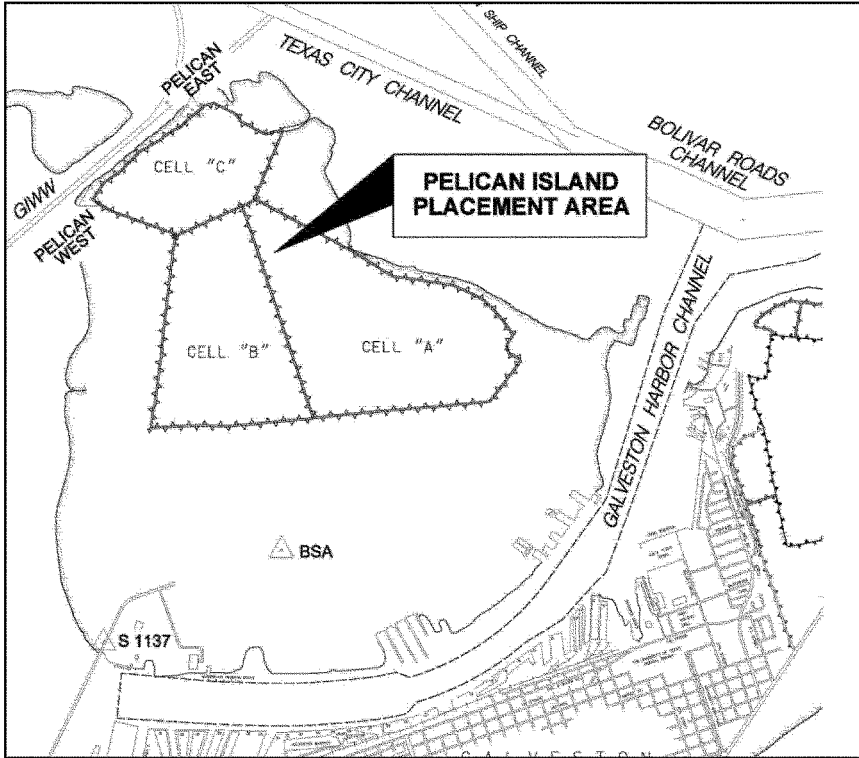 SHIP CHANNEL
TEXAS CITY CHANNEL
PELICAN
EAST
BOLIVAR ROADS
CHANNEL
CELL "C"
PELICAN ISLAND
PLACEMENT AREA
GIWW
PELICAN
WEST
GALVESTON HARBOR CHANNEL
CELL "B"
CELL "A"
BSA
S 1137
GALVESTON